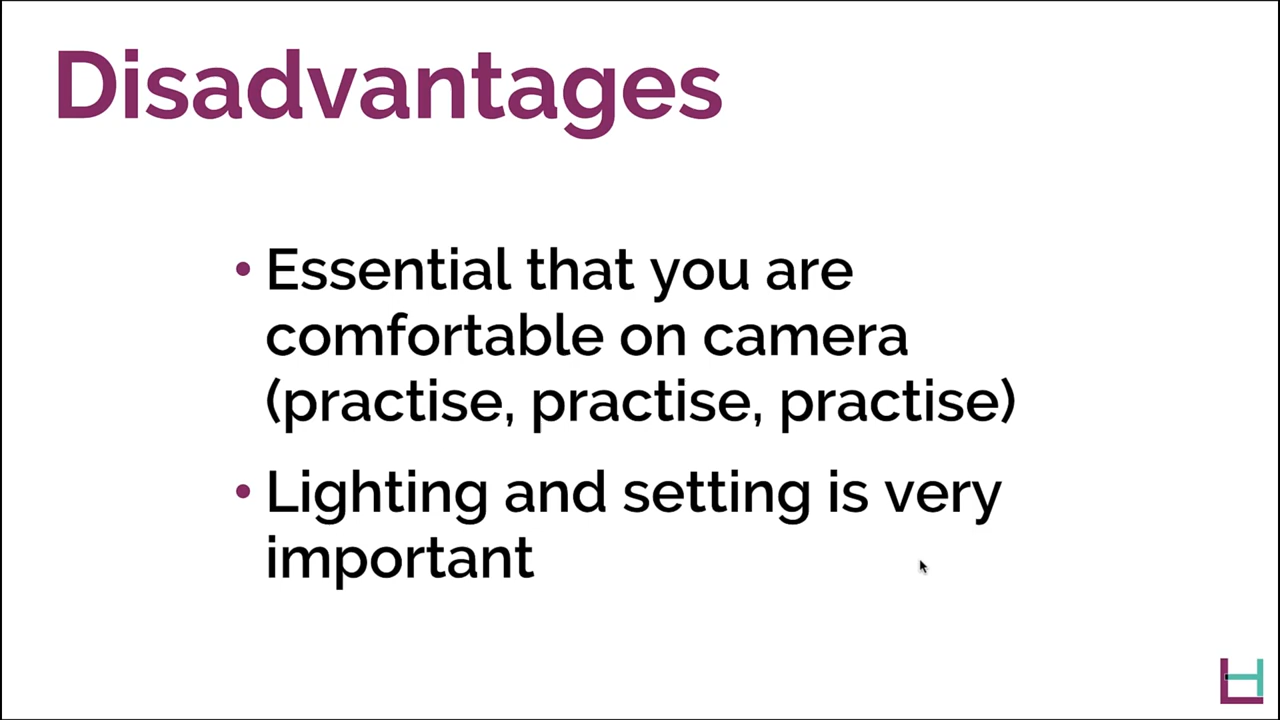 Disadvantages
• Essential that you are
comfortable on camera
(practise, practise, practise)
• Lighting and setting is very
important